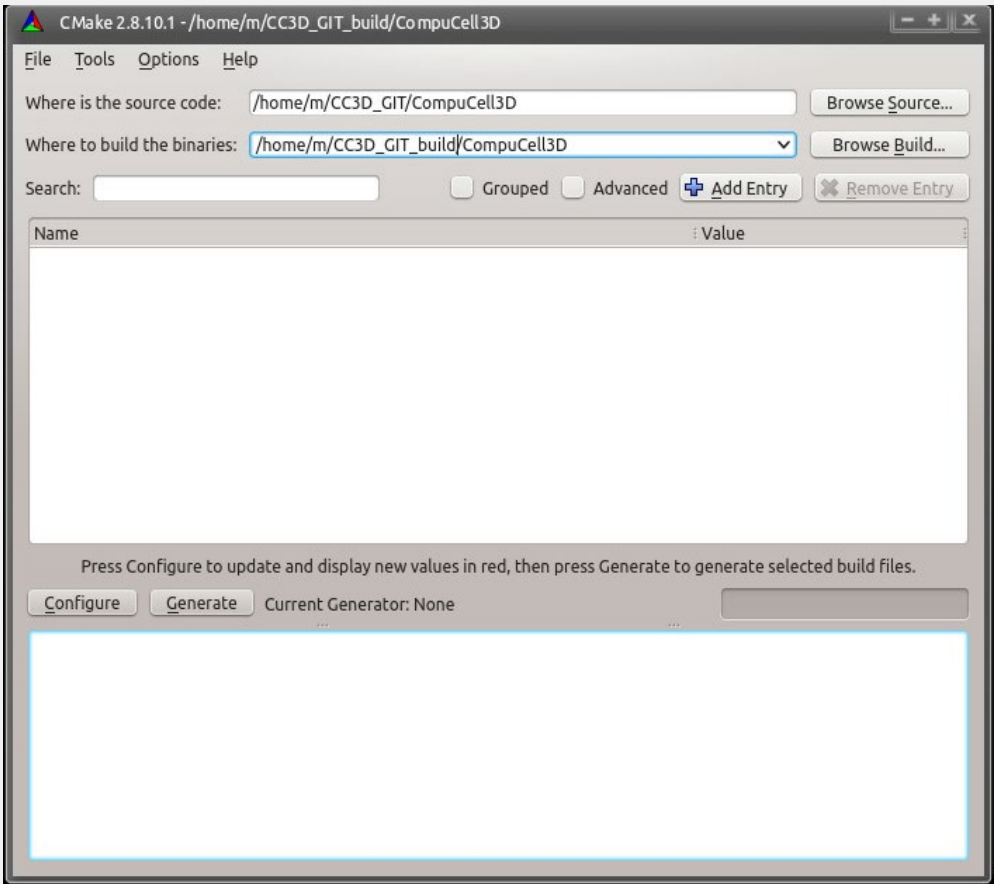 CMake 2.8.10.1 - /home/m/CC3D_GIT_build/CompuCell3D
File Tools Options Help
Where is the source code: /home/m/CC3D_GIT/CompuCell3D Browse Source...
Where to build the binaries: /home/m/CC3D_GIT_build/CompuCell3D Browse Build...
Search: Grouped Advanced Add Entry Remove Entry
Name Value
Press Configure to update and display new values in red, then press Generate to generate selected build files.
Configure Generate Current Generator: None